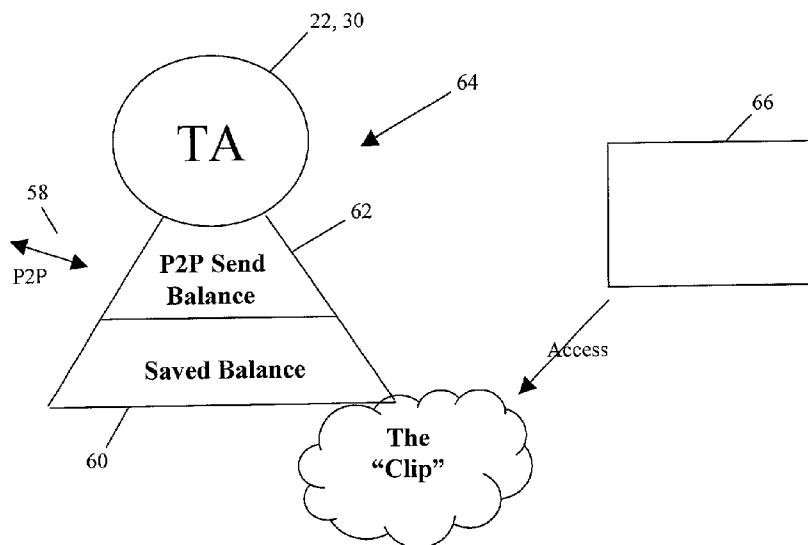 22, 30
64
66
TA
58
62
P2P
P2P Send
Balance
Access
Saved Balance
The
“Clip”
60